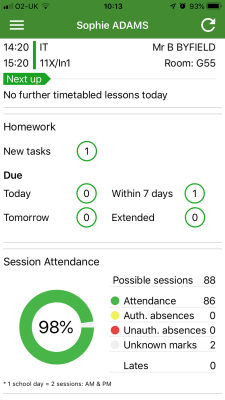 O2-UK 10:13 93%
Sophie ADAMS
14:20 IT Mr B BYFIELD
15:20 11X/In1 Room: G55
Next up
No further timetabled lessons today
Homework
New tasks 1
Due
Today 0 Within 7 days 1
Tomorrow 0 Extended 0
Session Attendance
Possible sessions 88
Attendance 86
Auth. absences 0
Unauth. absences 0
Unknown marks 2
Lates 0
98%
* 1 school day = 2 sessions: AM & PM